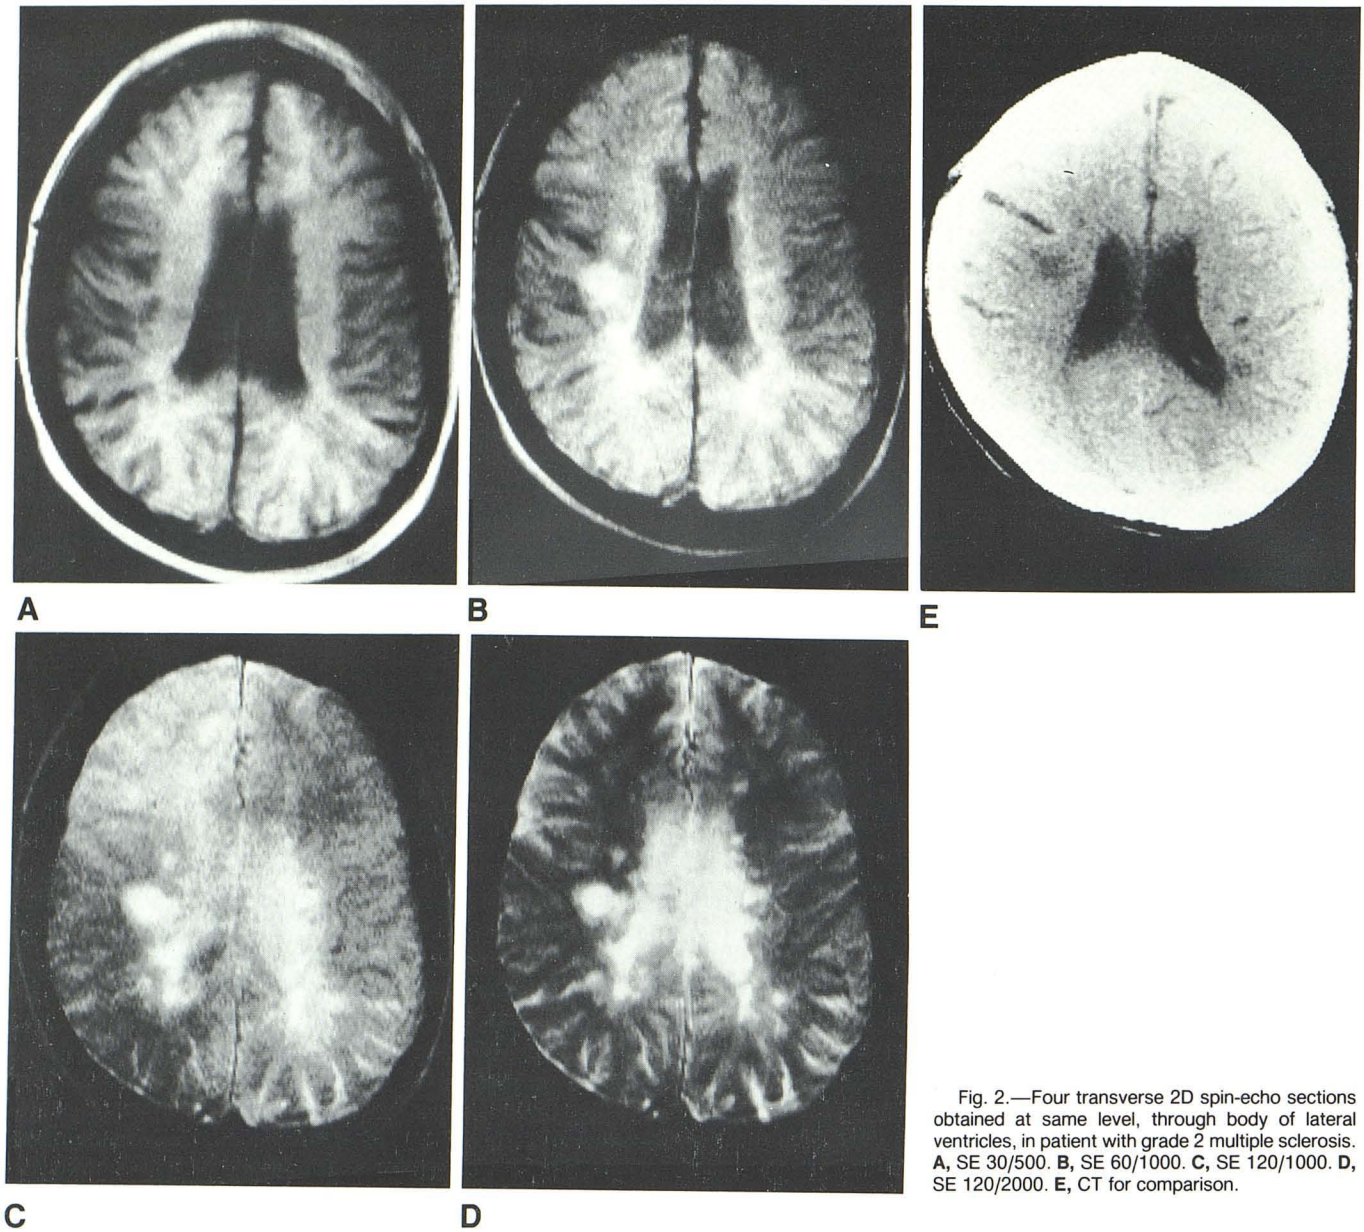 A
B
E
C
D
Fig. 2.—Four transverse 2D spin-echo sections
obtained at same level, through body of lateral
ventricles, in patient with grade 2 multiple sclerosis.
A, SE 30/500. B, SE 60/1000. C, SE 120/1000. D,
SE 120/2000. E, CT for comparison.